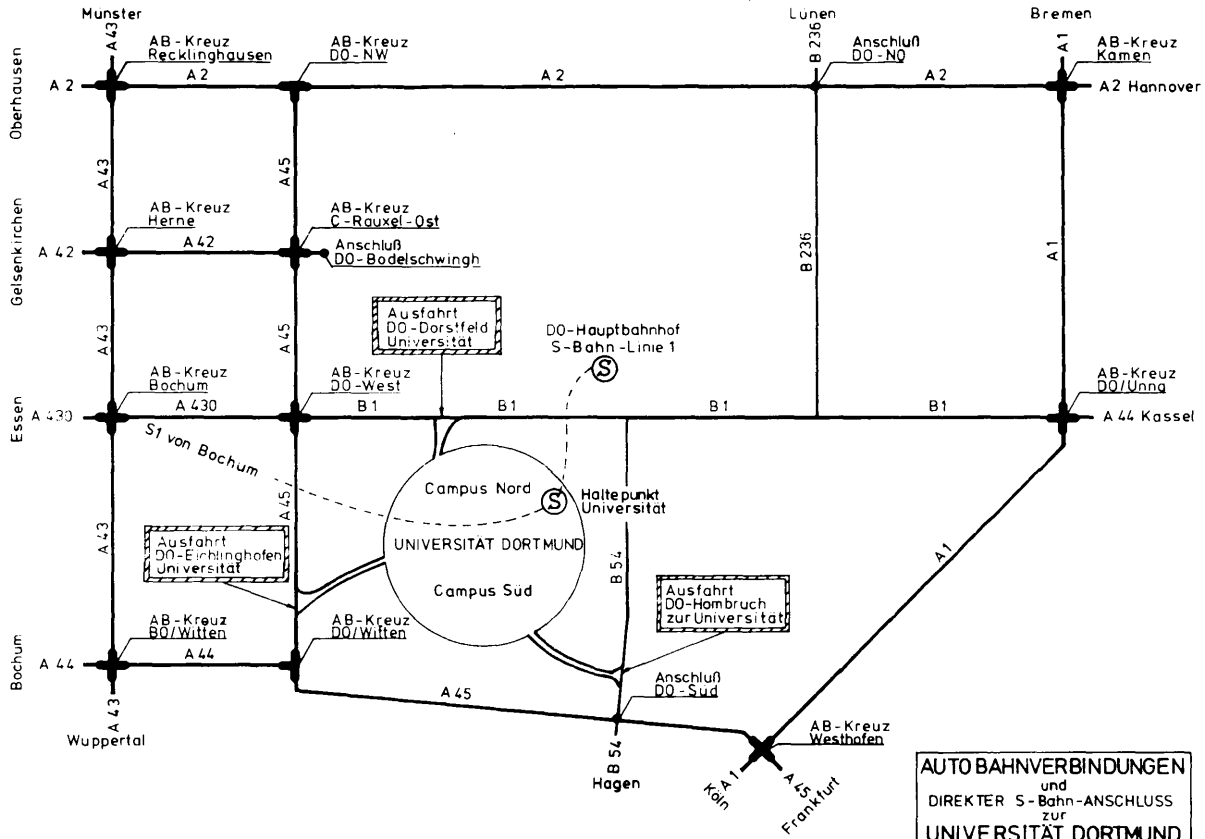 Münster
Lünen
Bremen
A 43
B 236
A 1
AB-Kreuz
Recklinghausen
AB-Kreuz
DO-NW
Anschluß
DO-NO
AB-Kreuz
Kamen
Oberhausen
A 2
A 2
A 2
A 2
A2 Hannover
A 43
A 45
B 236
A 1
Gelsenkirchen
AB-Kreuz
Herne
AB-Kreuz
C-Rauxel-Ost
A 42
A 42
Anschluß
DO-Bodelschwingh
A 43
A 45
Ausfahrt
DO-Dorstfeld
Universität
DO-Hauptbahnhof
S-Bahn-Linie 1
S
AB-Kreuz
Bochum
AB-Kreuz
DO-West
AB-Kreuz
DO/Unna
Essen
A 430
A 430
B1
B1
B1
B1
A 44 Kassel
S1 von Bochum
A 43
A 45
Campus Nord
S
Haltepunkt
Universität
UNIVERSITÄT DORTMUND
Campus Süd
Ausfahrt
DO-Eichlinghofen
Universität
B 54
A 1
Ausfahrt
DO-Hombruch
zur Universität
AB-Kreuz
BO/Witten
AB-Kreuz
DO/Witten
Bochum
A 44
A 44
A 45
Anschluß
DO-Süd
A 43
Wuppertal
B 54
Hagen
AB-Kreuz
Westhofen
A 1
Köln
A 45
Frankfurt
AUTOBAHNVERBINDUNGEN
und
DIREKTER S-Bahn-ANSCHLUSS
zur
UNIVERSITÄT DORTMUND